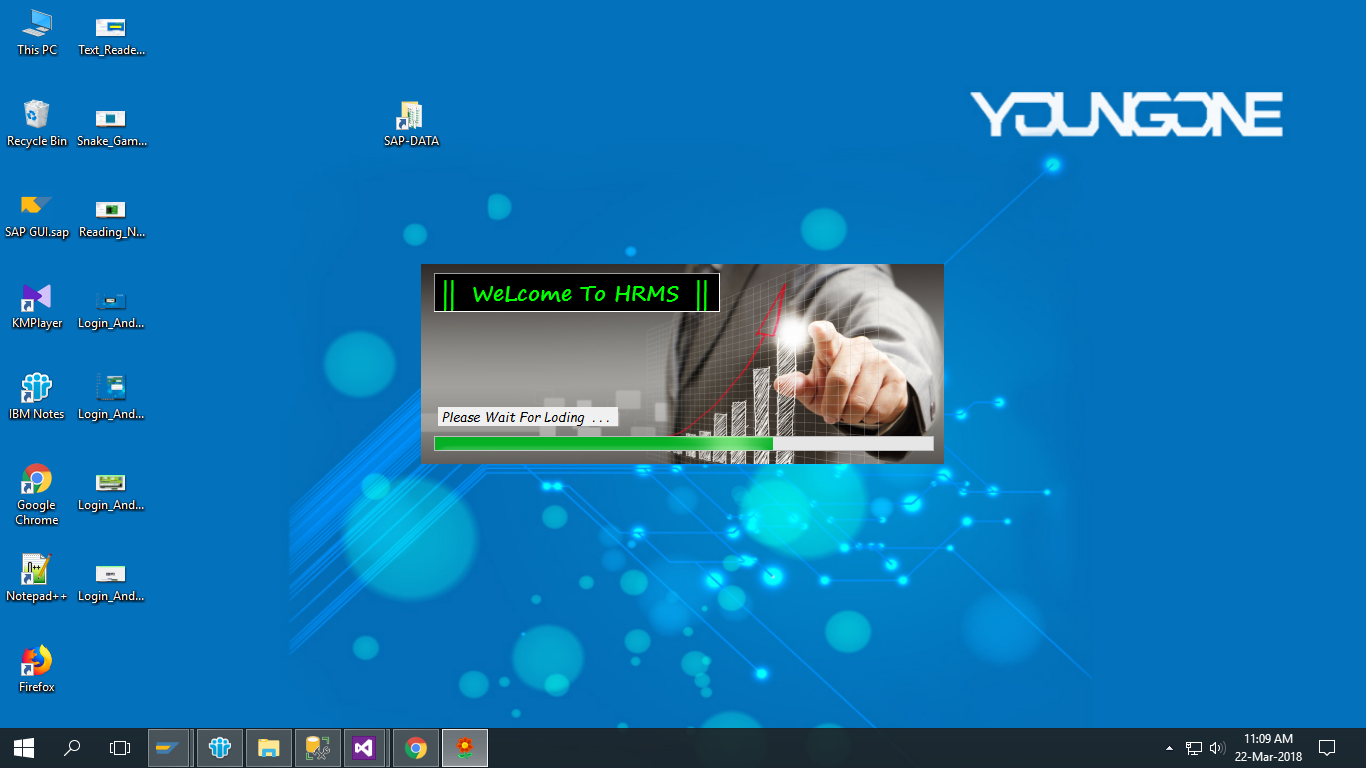 This PC
Text_Reade...
Recycle Bin
Snake_Gam...
SAP-DATA
YOUNGONE
SAP GUI.sap
Reading_N...
|| WeLcome To HRMS ||
KMPlayer
Login_And...
IBM Notes
Login_And...
Please Wait For Loding ...
Google
Chrome
Login_And...
Notepad++
Login_And...
Firefox
11:09 AM
22-Mar-2018